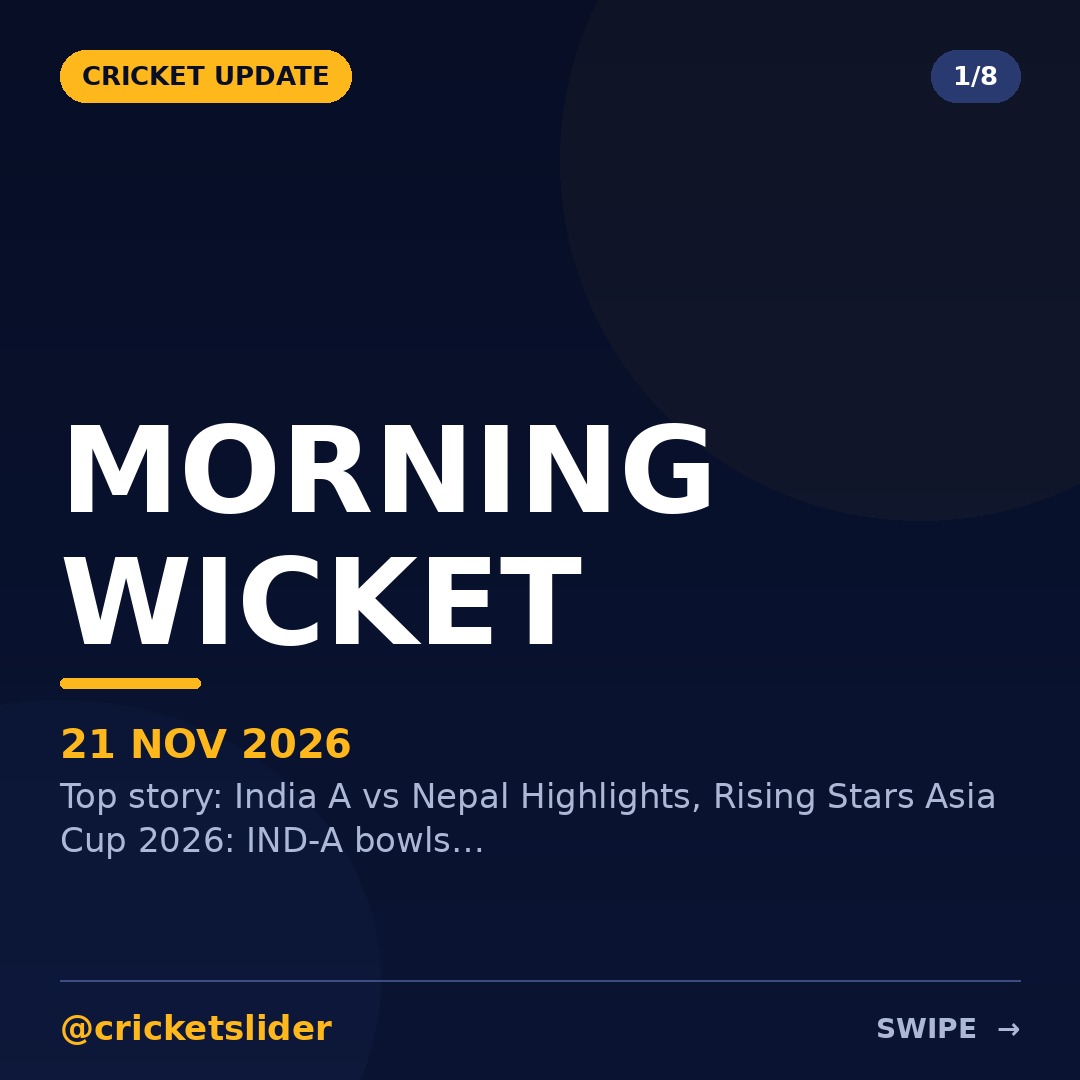 CRICKET UPDATE
1/8
MORNING
WICKET
21 NOV 2026
Top story: India A vs Nepal Highlights, Rising Stars Asia
Cup 2026: IND-A bowls…
@cricketslider
SWIPE →